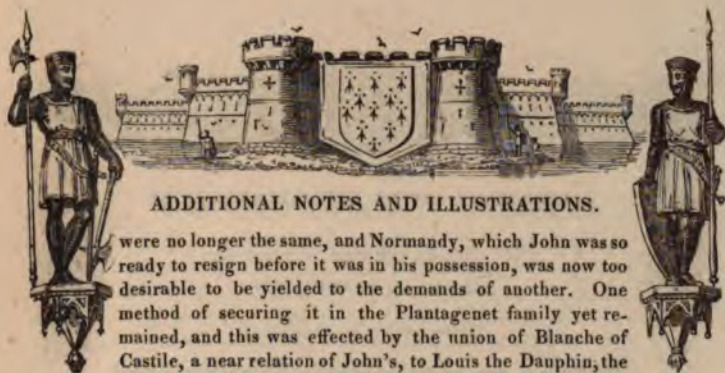 ADDITIONAL NOTES AND ILLUSTRATIONS.
were no longer the same, and Normandy, which John was so
ready to resign before it was in his possession, was now too
desirable to be yielded to the demands of another. One
method of securing it in the Plantagenet family yet re-
mained, and this was effected by the union of Blanche of
Castile, a near relation of John's, to Louis the Dauphin, the